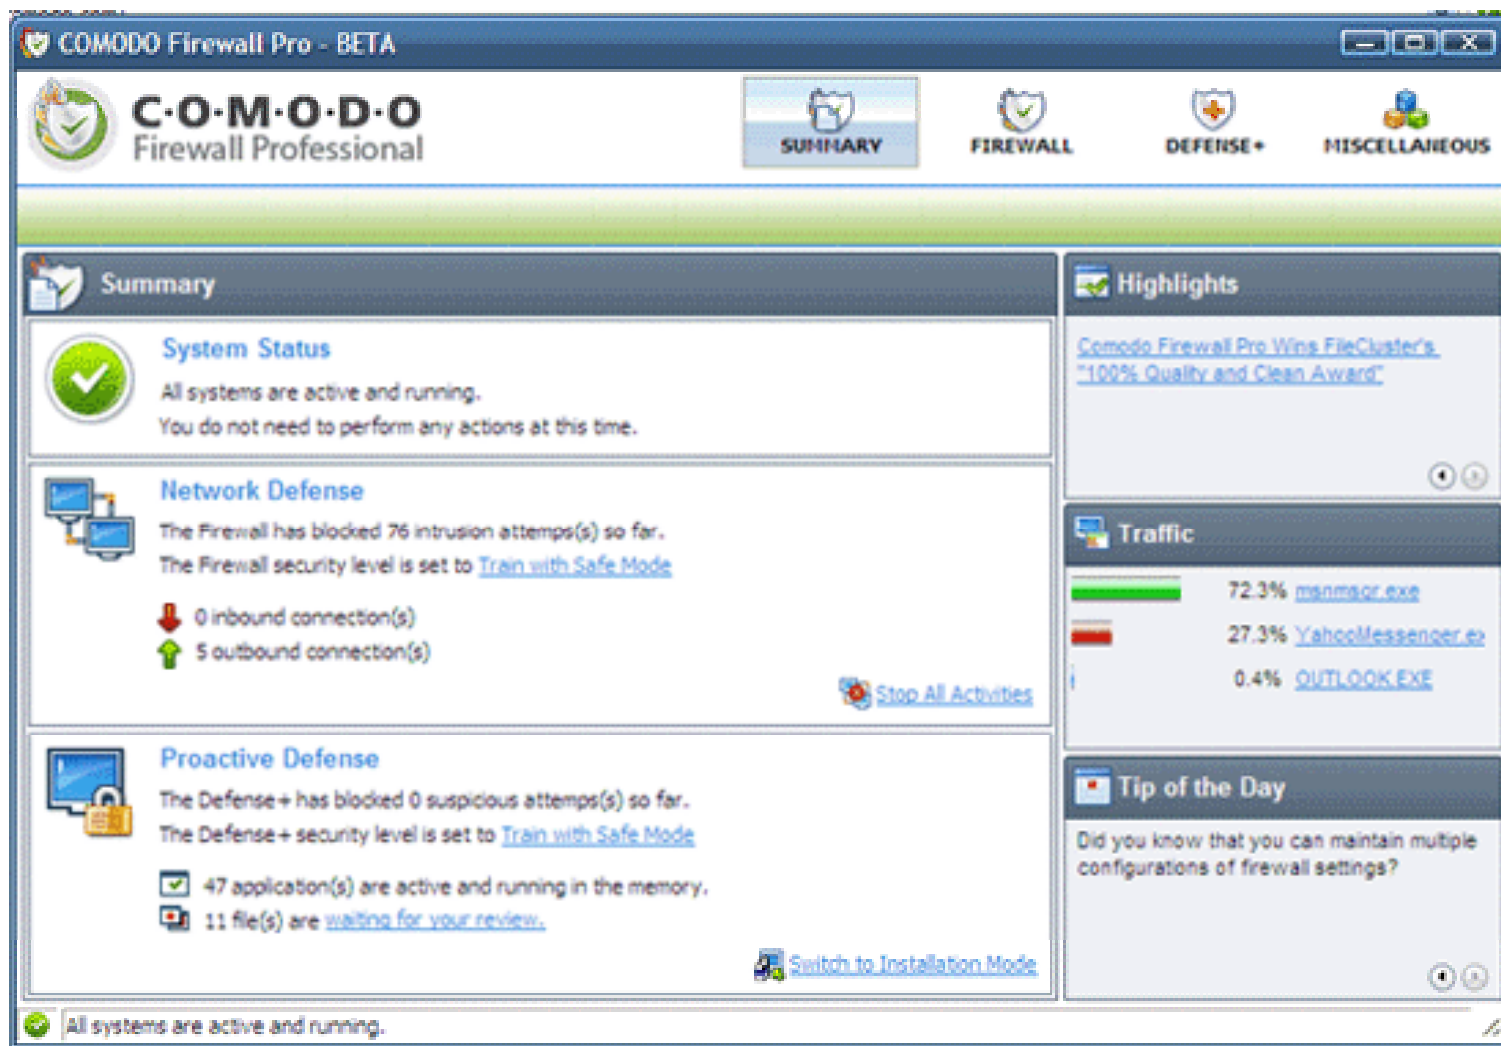 COMODO Firewall Pro - BETA
C·O·M·O·D·O
Firewall Professional
SUMMARY
FIREWALL
DEFENSE+
MISCELLANEOUS
Summary
System Status
All systems are active and running.
You do not need to perform any actions at this time.
Network Defense
The Firewall has blocked 76 intrusion attemps(s) so far.
The Firewall security level is set to Train with Safe Mode
0 inbound connection(s)
5 outbound connection(s)
Stop All Activities
Proactive Defense
The Defense+ has blocked 0 suspicious attemps(s) so far.
The Defense+ security level is set to Train with Safe Mode
47 application(s) are active and running in the memory.
11 file(s) are waiting for your review.
Switch to Installation Mode
Highlights
Comodo Firewall Pro Wins FileCluster's
"100% Quality and Clean Award"
Traffic
72.3% msnmsgr.exe
27.3% YahooMessenger.ex
0.4% OUTLOOK.EXE
Tip of the Day
Did you know that you can maintain multiple
configurations of firewall settings?
All systems are active and running.